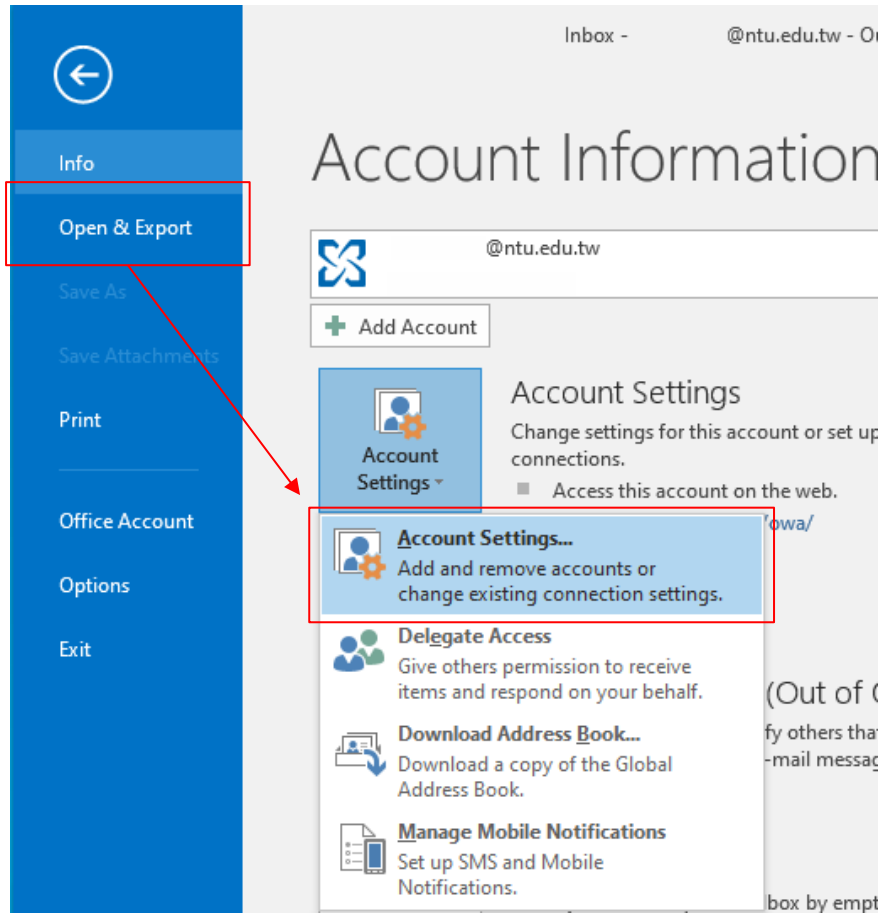 Inbox - @ntu.edu.tw - Ou
Info
Open & Export
Save As
Save Attachments
Print
Office Account
Options
Exit
Account Information
@ntu.edu.tw
Add Account
Account
Settings
Account Settings
Change settings for this account or set up
connections.
Access this account on the web.
/owa/
Account Settings...
Add and remove accounts or
change existing connection settings.
Delegate Access
Give others permission to receive
items and respond on your behalf.
Download Address Book...
Download a copy of the Global
Address Book.
Manage Mobile Notifications
Set up SMS and Mobile
Notifications.
(Out of
fy others that
-mail messag
box by empt